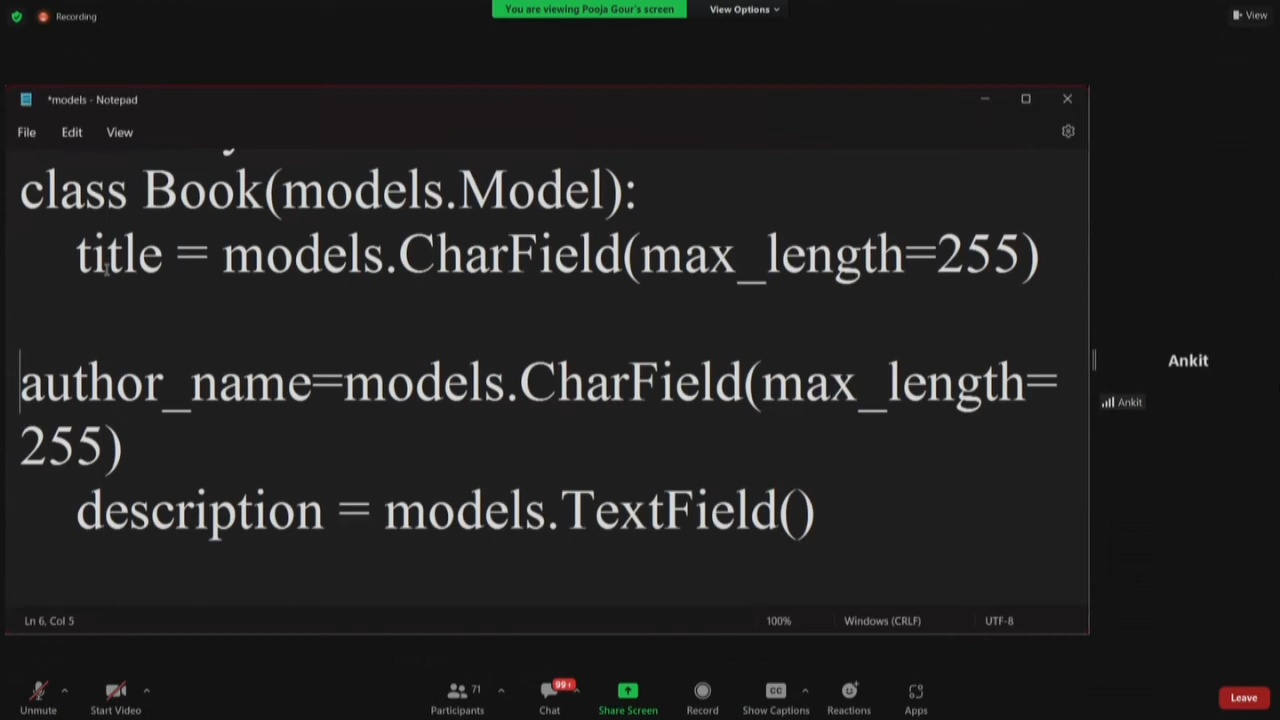 Recording
You are viewing Pooja Gour's screen
View Options
View
*models - Notepad
File Edit View
class Book(models.Model):
title = models.CharField(max_length=255)
author_name=models.CharField(max_length=
255)
description = models.TextField()
Ankit
Ankit
Ln 6, Col 5
100%
Windows (CRLF)
UTF-8
Unmute
Start Video
71
Participants
99+
Chat
Share Screen
Record
CC
Show Captions
Reactions
Apps
Leave